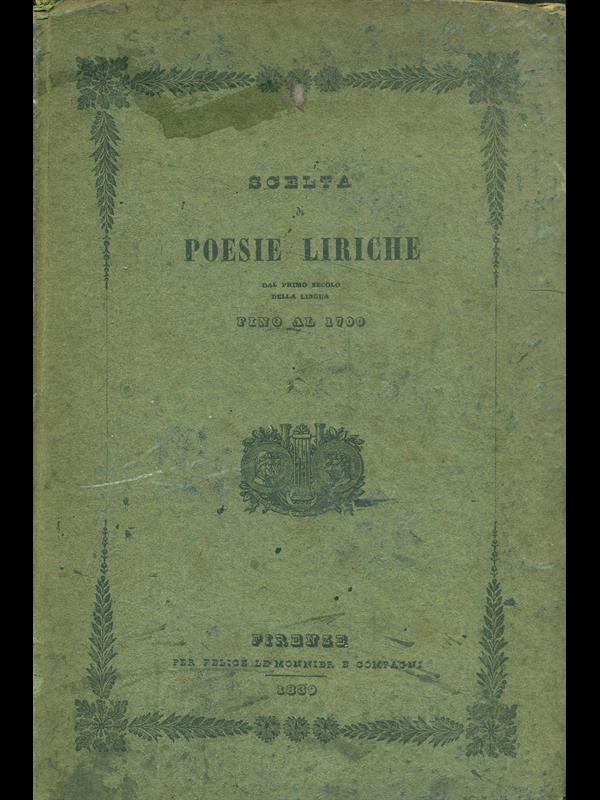 SCELTA
di
POESIE LIRICHE
DAL PRIMO SECOLO
DELLA LINGUA
FINO AL 1700
FIRENZE
PER FELICE LE MONNIER E COMPAGNI
1839